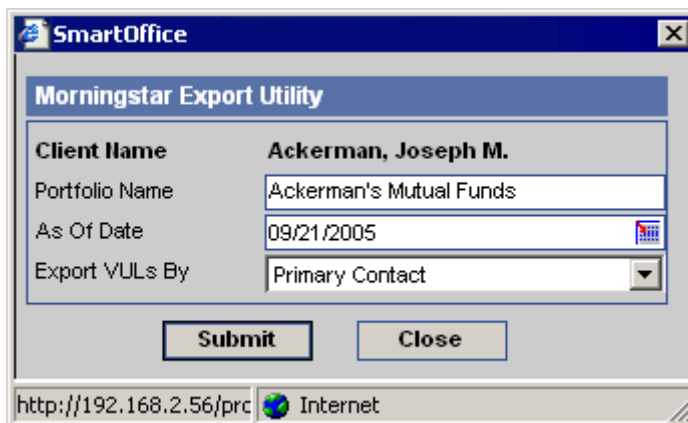 SmartOffice
Morningstar Export Utility
Client Name Ackerman, Joseph M.
Portfolio Name Ackerman's Mutual Funds
As Of Date 09/21/2005
Export VULs By Primary Contact
Submit Close
http://192.168.2.56/prc Internet